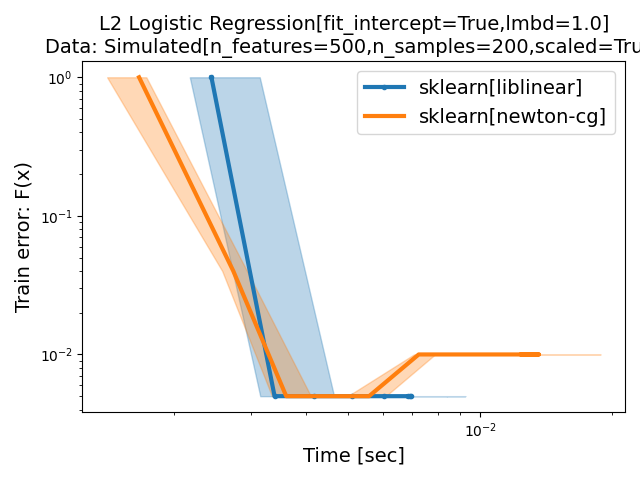 L2 Logistic Regression[fit_intercept=True,lmbd=1.0]
Data: Simulated[n_features=500,n_samples=200,scaled=Tru
sklearn[liblinear]
sklearn[newton-cg]
Train error: F(x)
10⁰
10⁻¹
10⁻²
10⁻²
Time [sec]